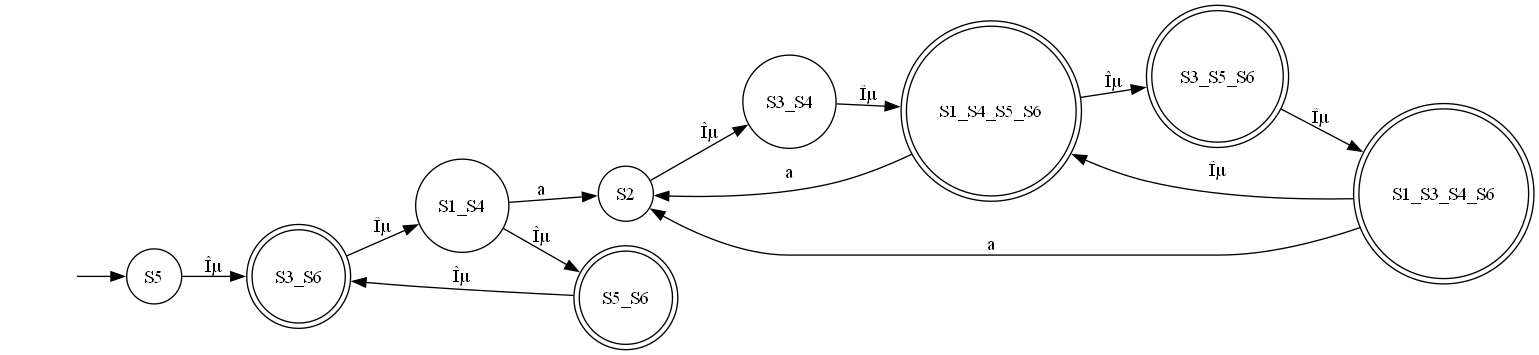 S5
Îµ
S3_S6
Îµ
S1_S4
a
Îµ
S5_S6
Îµ
S2
Îµ
S3_S4
Îµ
S1_S4_S5_S6
a
Îµ
S3_S5_S6
Îµ
S1_S3_S4_S6
Îµ
a